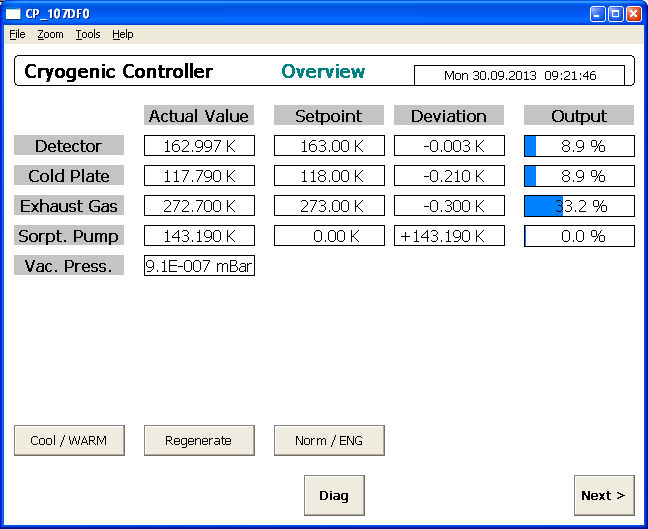 CP_107DF0
File Zoom Tools Help
Cryogenic Controller Overview Mon 30.09.2013 09:21:46
Actual Value Setpoint Deviation Output
Detector 162.997 K 163.00 K -0.003 K 8.9 %
Cold Plate 117.790 K 118.00 K -0.210 K 8.9 %
Exhaust Gas 272.700 K 273.00 K -0.300 K 33.2 %
Sorpt. Pump 143.190 K 0.00 K +143.190 K 0.0 %
Vac. Press. 9.1E-007 mBar
Cool / WARM Regenerate Norm / ENG
Diag Next >